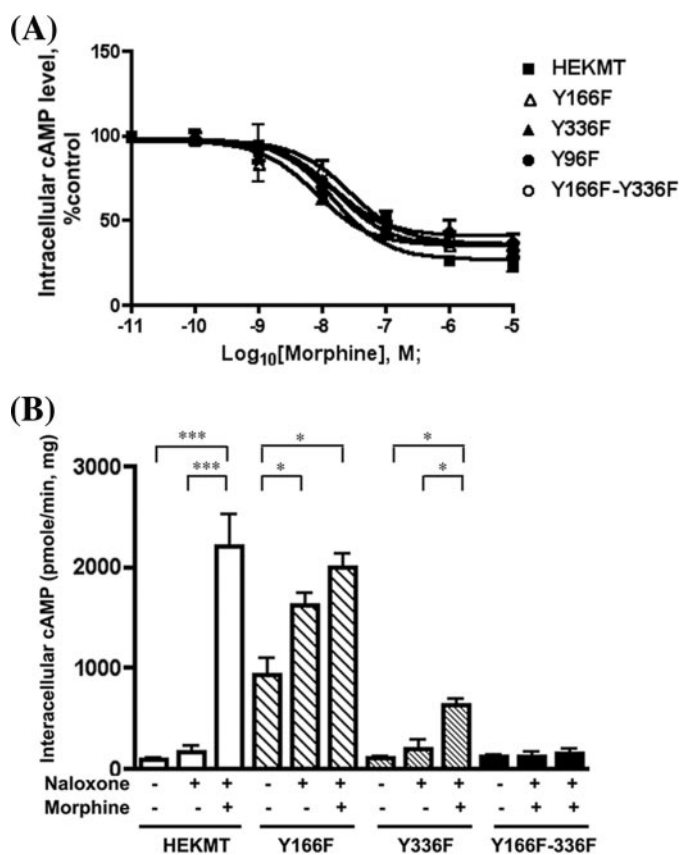 (A)
Intracellular cAMP level,
%control
150
100
50
0
-11 -10 -9 -8 -7 -6 -5
Log10[Morphine], M;
HEKMT
Y166F
Y336F
Y96F
Y166F-Y336F
(B)
Interacellular cAMP (pmole/min, mg)
3000
2000
1000
0
*** * *
*** * *
Naloxone - + + - + + - + + - + +
Morphine - - + - - + - - + - + +
HEKMT Y166F Y336F Y166F-336F